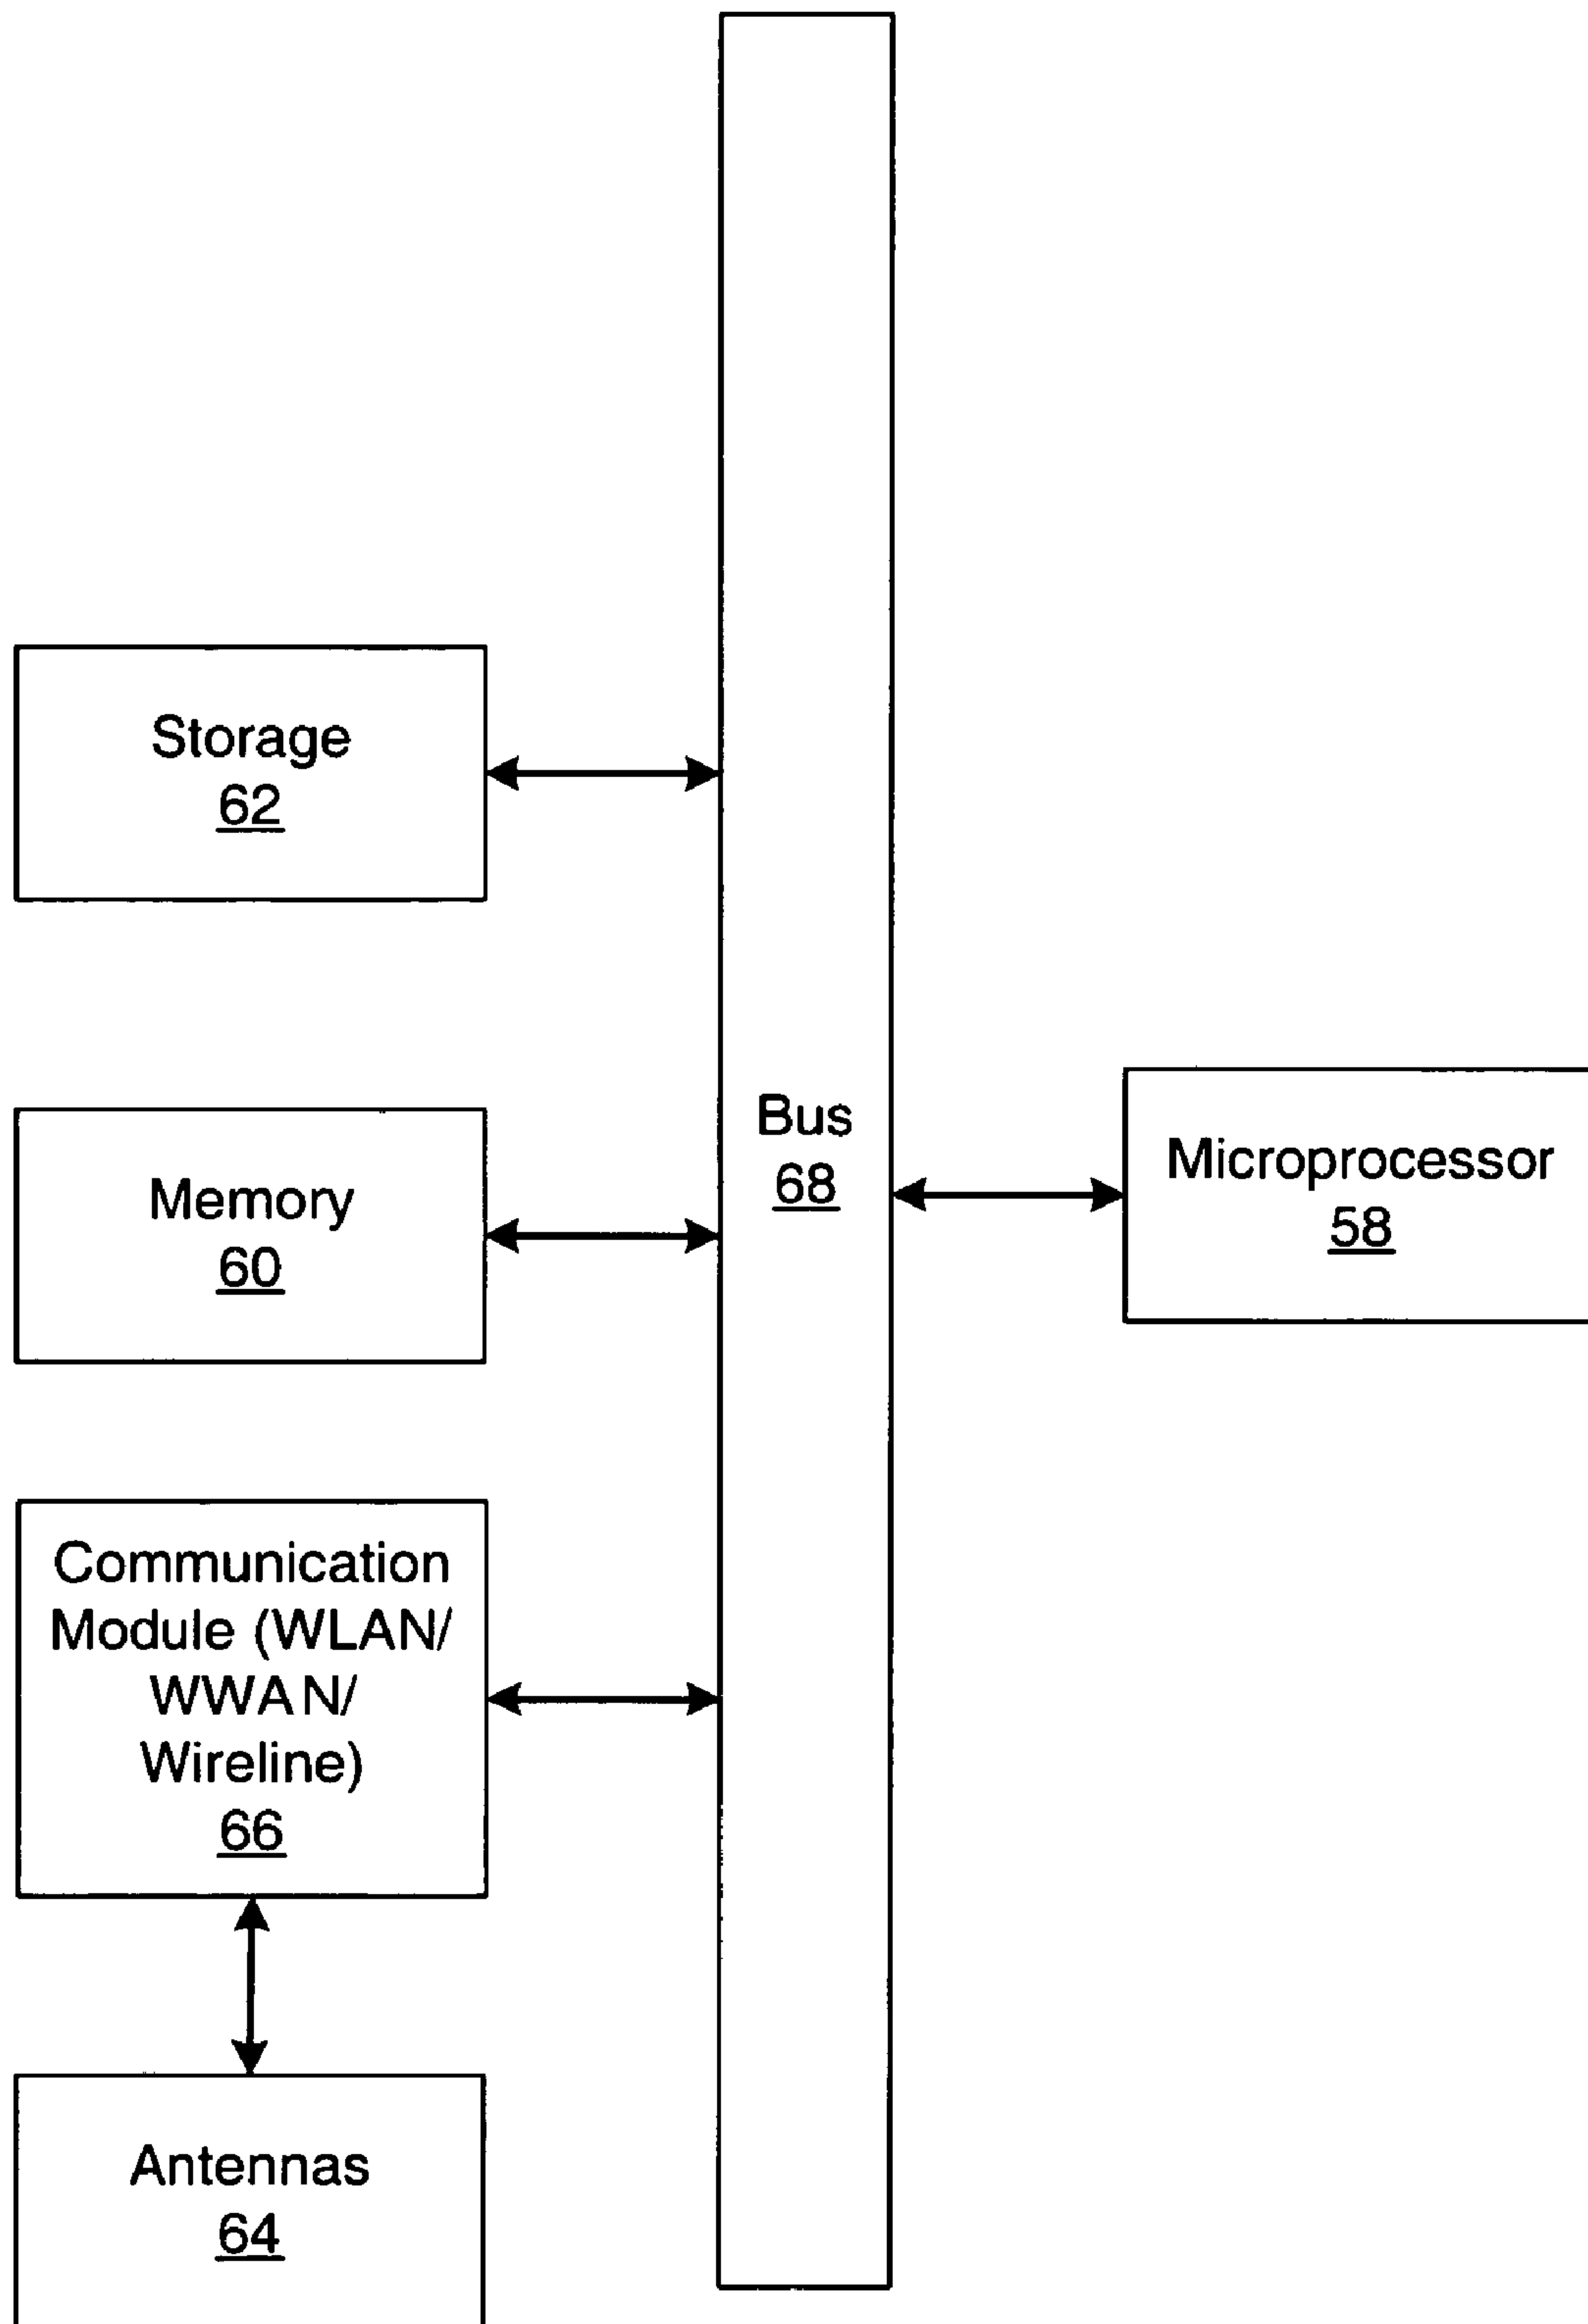 Storage
62
Memory
60
Communication
Module (WLAN/
WWAN/
Wireline)
66
Antennas
64
Bus
68
Microprocessor
58